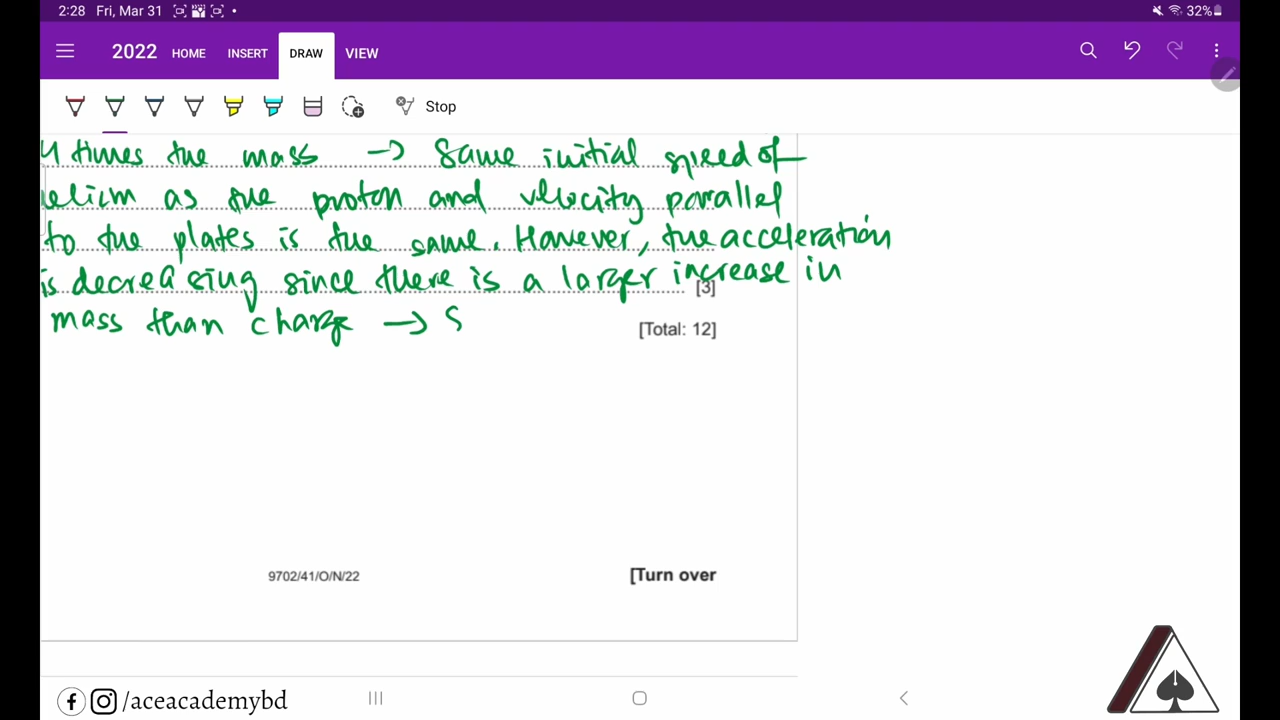 2:28 Fri, Mar 31
32%
2022 HOME INSERT DRAW VIEW
Stop
4 times the mass → Same initial speed of
elium as the proton and velocity parallel
to the plates is the same. However, the acceleration
is decreasing since there is a larger increase in
[3]
mass than charge → S
[Total: 12]
9702/41/O/N/22
[Turn over
/aceacademybd